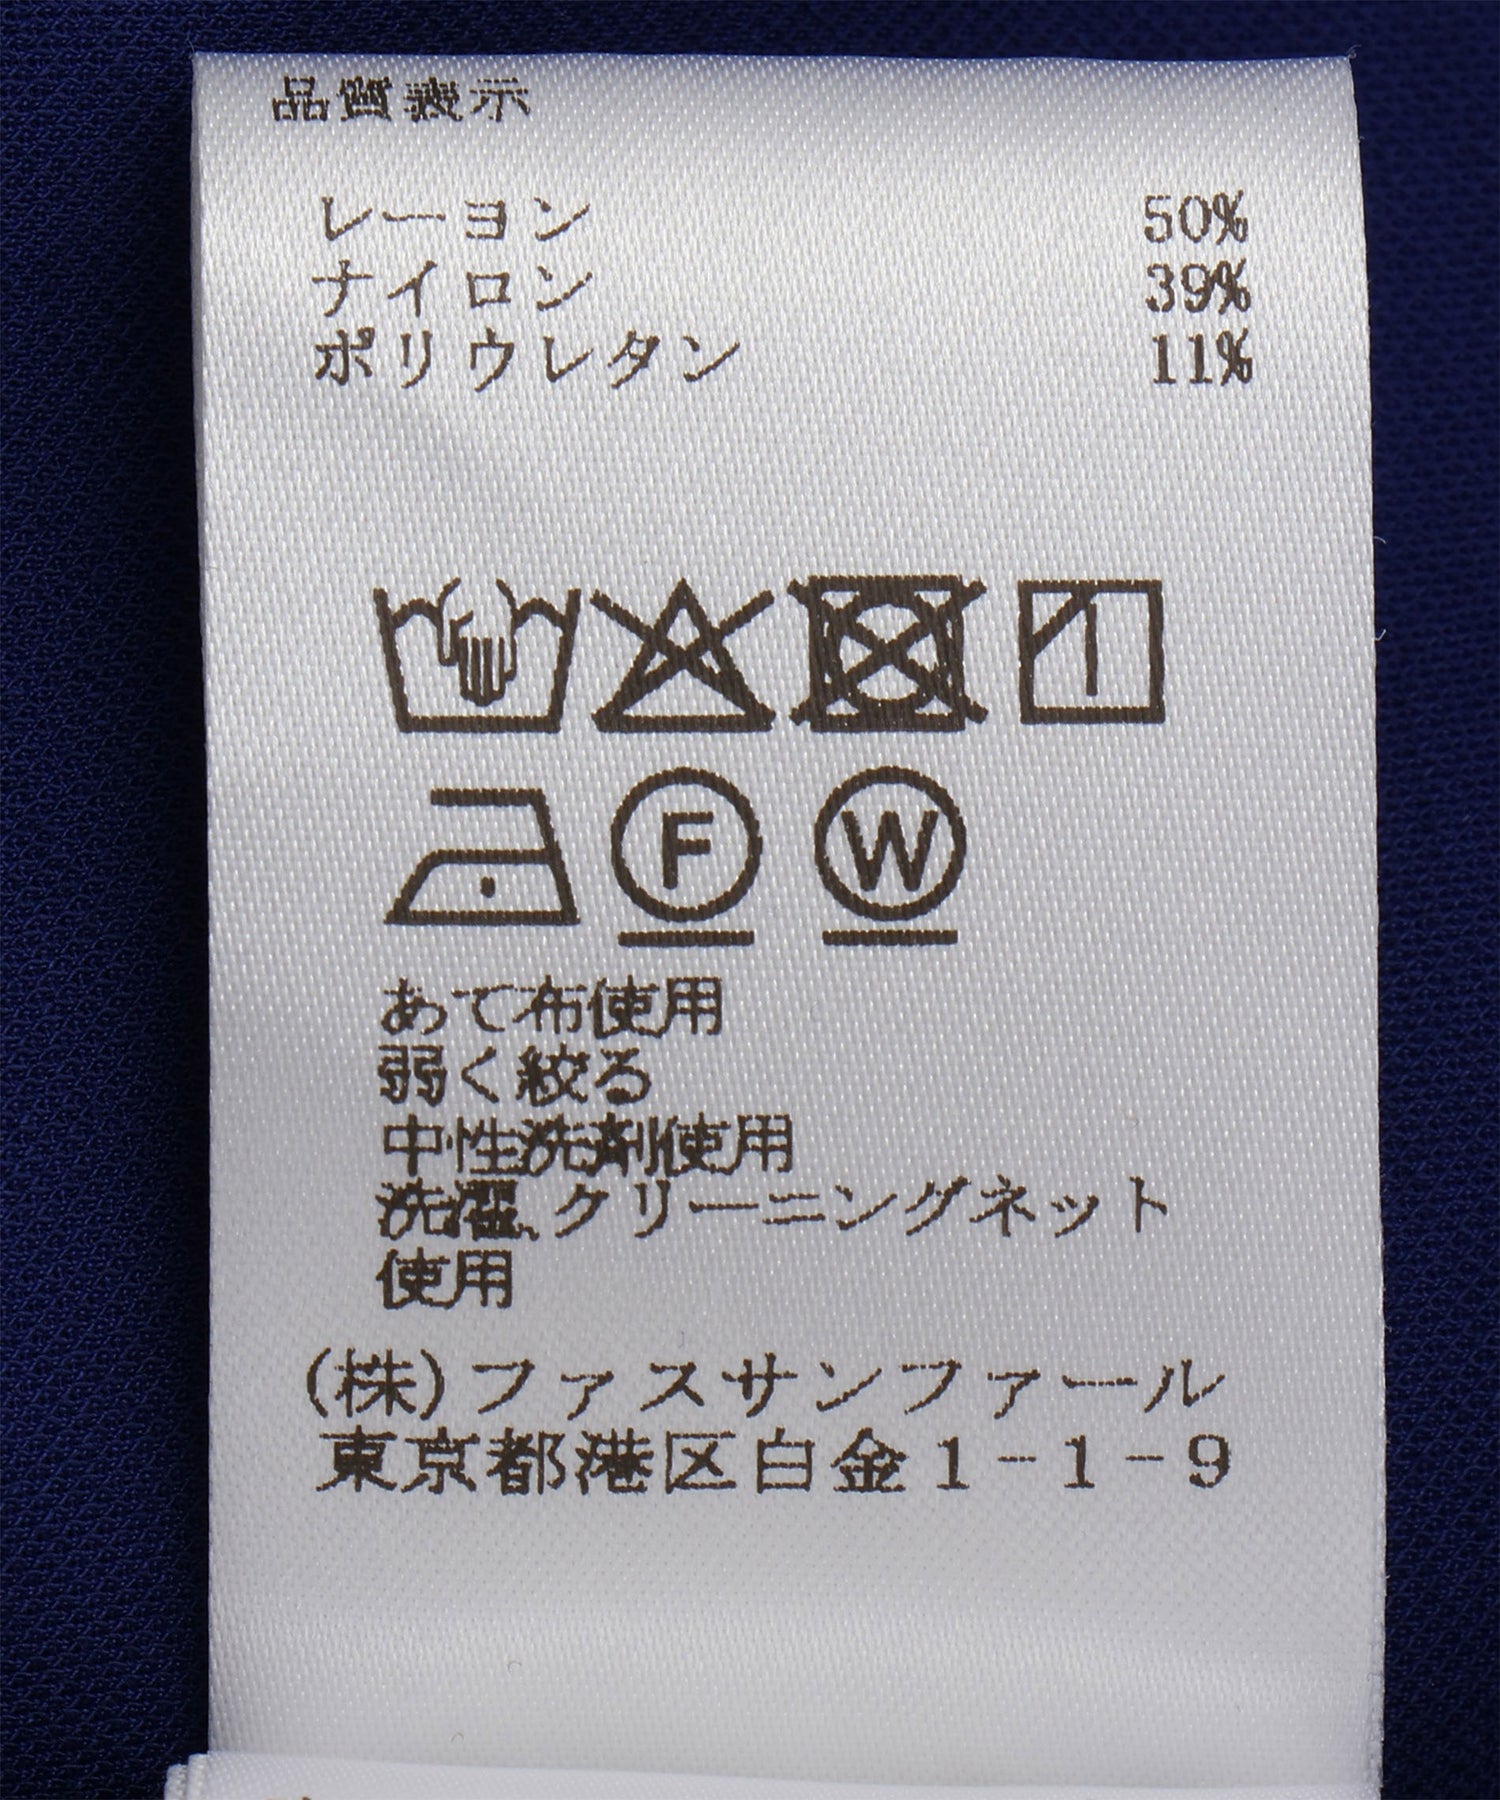 品質表示
レーヨン 50%
ナイロン 39%
ポリウレタン 11%
F W
あて布使用
弱く絞る
中性洗剤使用
洗濯、クリーニングネット
使用
(株)ファスサンファール
東京都港区白金1-1-9